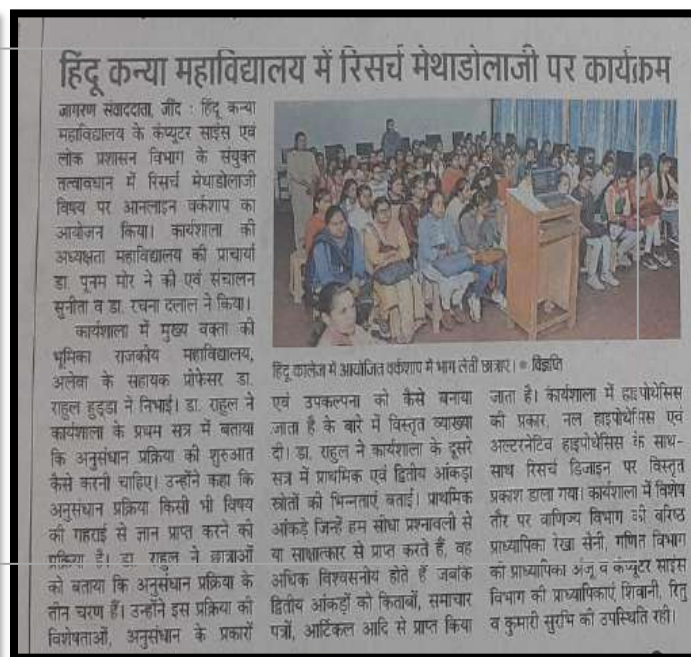 हिंदू कन्या महाविद्यालय में रिसर्च मेथाडोलाजी पर कार्यक्रम
जागरण संवाददाता, जींद : हिंदू कन्या
महाविद्यालय के कंप्यूटर साइंस एवं
लोक प्रशासन विभाग के संयुक्त
तत्वावधान में रिसर्च मेथाडोलाजी
विषय पर आनलाइन वर्कशाप का
आयोजन किया। कार्यशाला की
अध्यक्षता महाविद्यालय की प्राचार्या
डा. पूनम मोर ने की एवं संचालन
सुनीता व डा. रचना दलाल ने किया।
कार्यशाला में मुख्य वक्ता की
भूमिका राजकीय महाविद्यालय,
अलेवा के सहायक प्रोफेसर डा.
राहुल हुड्डा ने निभाई। डा. राहुल ने
कार्यशाला के प्रथम सत्र में बताया
कि अनुसंधान प्रक्रिया की शुरुआत
कैसे करनी चाहिए। उन्होंने कहा कि
अनुसंधान प्रक्रिया किसी भी विषय
की गहराई से ज्ञान प्राप्त करने की
प्रक्रिया है। डा. राहुल ने छात्राओं
को बताया कि अनुसंधान प्रक्रिया के
तीन चरण हैं। उन्होंने इस प्रक्रिया की
विशेषताओं, अनुसंधान के प्रकारों
हिंदू कालेज में आयोजित वर्कशाप में भाग लेती छात्राएं। • विज्ञप्ति
एवं उपकल्पना को कैसे बनाया
जाता है के बारे में विस्तृत व्याख्या
दी। डा. राहुल ने कार्यशाला के दूसरे
सत्र में प्राथमिक एवं द्वितीय आंकड़ा
स्रोतों की भिन्नताएं बताई। प्राथमिक
आंकड़े जिन्हें हम सीधा प्रश्नावली से
या साक्षात्कार से प्राप्त करते हैं, वह
अधिक विश्वसनीय होते हैं जबकि
द्वितीय आंकड़ों को किताबों, समाचार
पत्रों, आर्टिकल आदि से प्राप्त किया
जाता है। कार्यशाला में हाइपोथेसिस
की प्रकार, नल हाइपोथेसिस एवं
अल्टरनेटिव हाइपोथेसिस के साथ-
साथ रिसर्च डिजाइन पर विस्तृत
प्रकाश डाला गया। कार्यशाला में विशेष
तौर पर वाणिज्य विभाग की वरिष्ठ
प्राध्यापिका रेखा सैनी, गणित विभाग
की प्राध्यापिका अंजू व कंप्यूटर साइंस
विभाग की प्राध्यापिकाएं शिवानी, रितु
व कुमारी सुरभि की उपस्थिति रही।